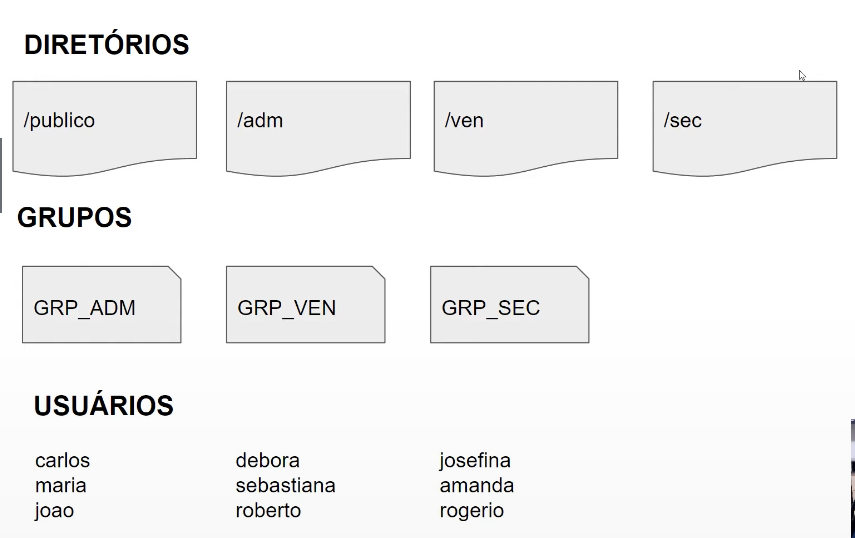 DIRETÓRIOS
/publico /adm /ven /sec
GRUPOS
GRP_ADM GRP_VEN GRP_SEC
USUÁRIOS
carlos debora josefina
maria sebastiana amanda
joao roberto rogerio